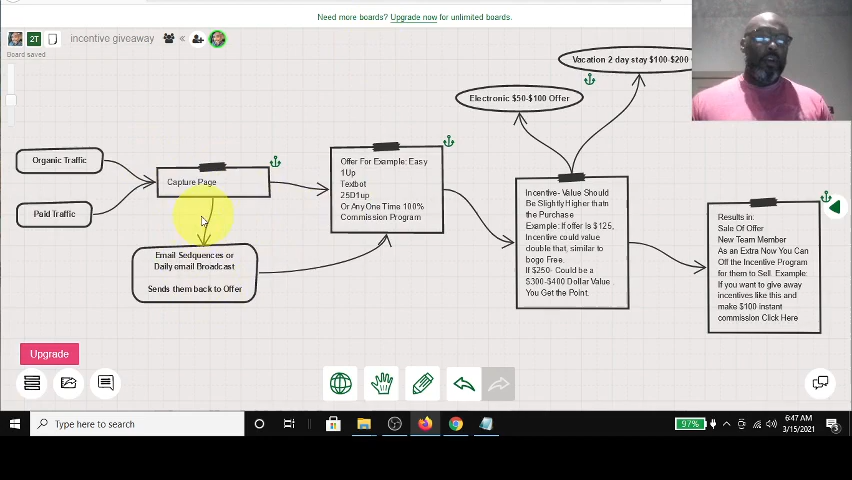 Need more boards? Upgrade now for unlimited boards.
2T
incentive giveaway
Board saved
Vacation 2 day stay $100-$200
Electronic $50-$100 Offer
Organic Traffic
Paid Traffic
Capture Page
Email Sedquences or
Daily email Broadcast
Sends them back to Offer
Offer For Example: Easy
1Up
Textbot
25D1up
Or Any One Time 100%
Commission Program
Incentive- Value Should
Be Slightly Higher thatn the Purchase
Example: If offer Is $125,
Incentive could value
double that, similar to
bogo Free.
If $250- Could be a
$300-$400 Dollar Value.
You Get the Point.
Results in:
Sale Of Offer
New Team Member
As an Extra Now You Can
Off the Incentive Program
for them to Sell. Example:
If you want to give away
incentives like this and
make $100 instant
commission Click Here
Upgrade
Type here to search
97%
6:47 AM
3/15/2021
3